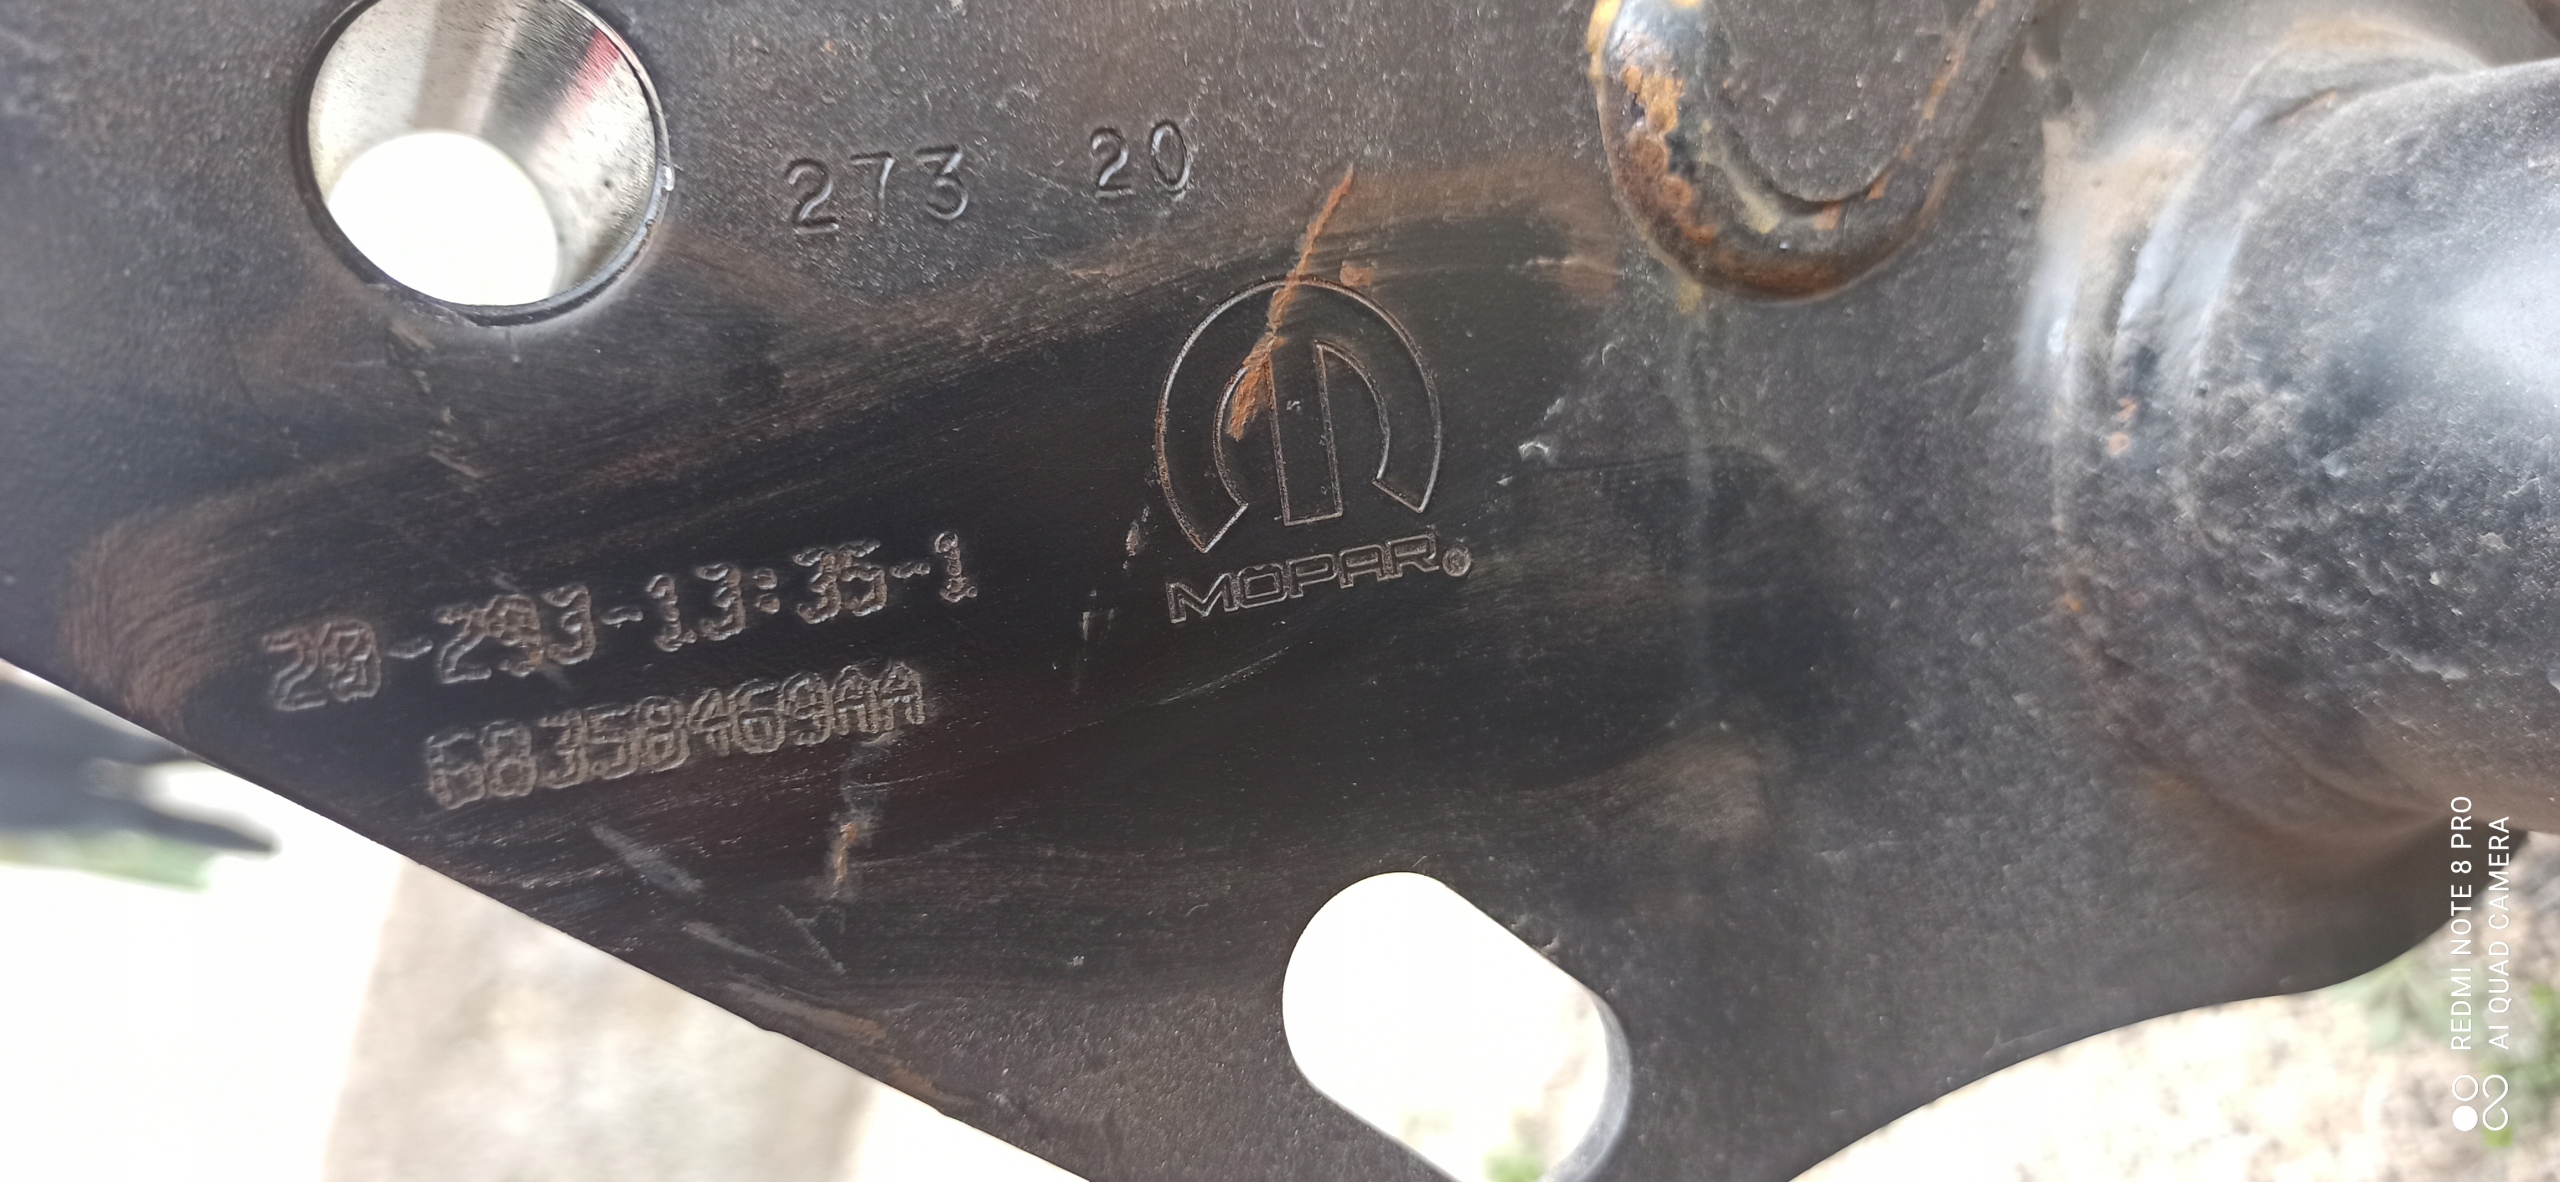 273 20
MOPAR®
20-293-13:35-1
68358469AA
REDMI NOTE 8 PRO
AI QUAD CAMERA